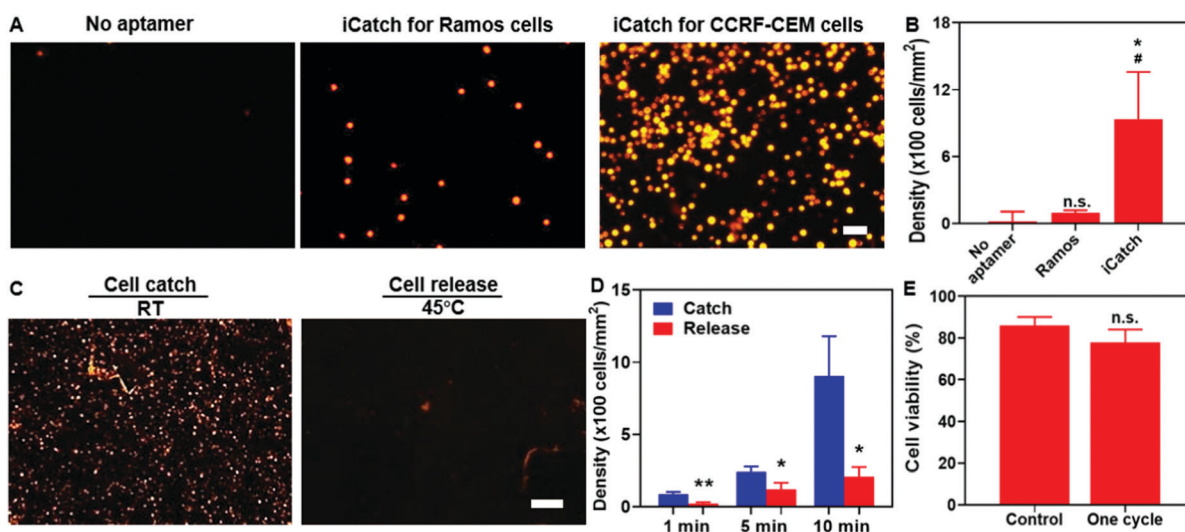 A
No aptamer
iCatch for Ramos cells
iCatch for CCRF-CEM cells
B
Density (x100 cells/mm²)
18
12
6
0
*
#
n.s.
No
aptamer
Ramos
iCatch
C
Cell catch
RT
Cell release
45°C
D
Density (x100 cells/mm²)
15
10
5
0
Catch
Release
**
*
*
1 min
5 min
10 min
E
Cell viability (%)
100
80
60
40
20
0
n.s.
Control
One cycle